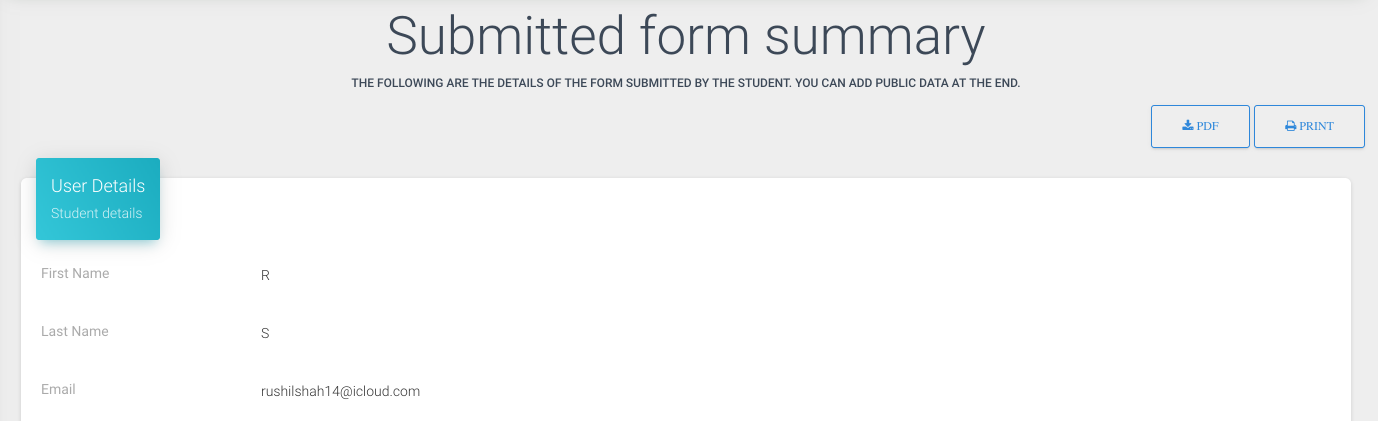 Submitted form summary
THE FOLLOWING ARE THE DETAILS OF THE FORM SUBMITTED BY THE STUDENT. YOU CAN ADD PUBLIC DATA AT THE END.
PDF PRINT
User Details
Student details
First Name R
Last Name S
Email rushilshah14@icloud.com